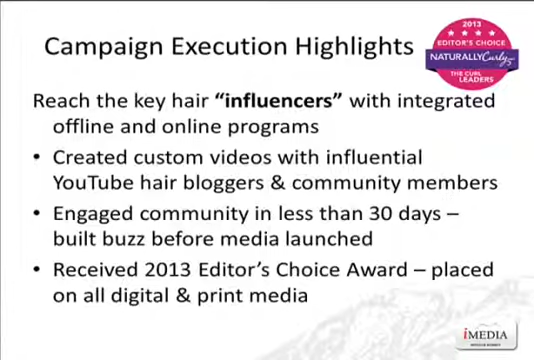 Campaign Execution Highlights
2013
EDITOR'S CHOICE
NATURALLYCurly
THE CURL
LEADERS
Reach the key hair “influencers” with integrated
offline and online programs
• Created custom videos with influential
YouTube hair bloggers & community members
• Engaged community in less than 30 days –
built buzz before media launched
• Received 2013 Editor's Choice Award – placed
on all digital & print media
iMEDIA